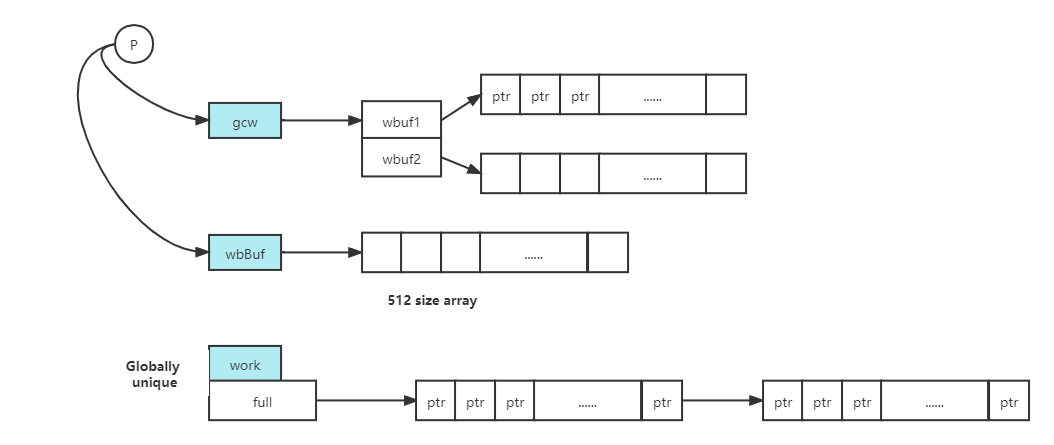 P
gcw
wbuf1
wbuf2
ptr ptr ptr ......
......
wbBuf
......
512 size array
Globally
unique
work
full
ptr ptr ptr ...... ptr
ptr ptr ptr ...... ptr